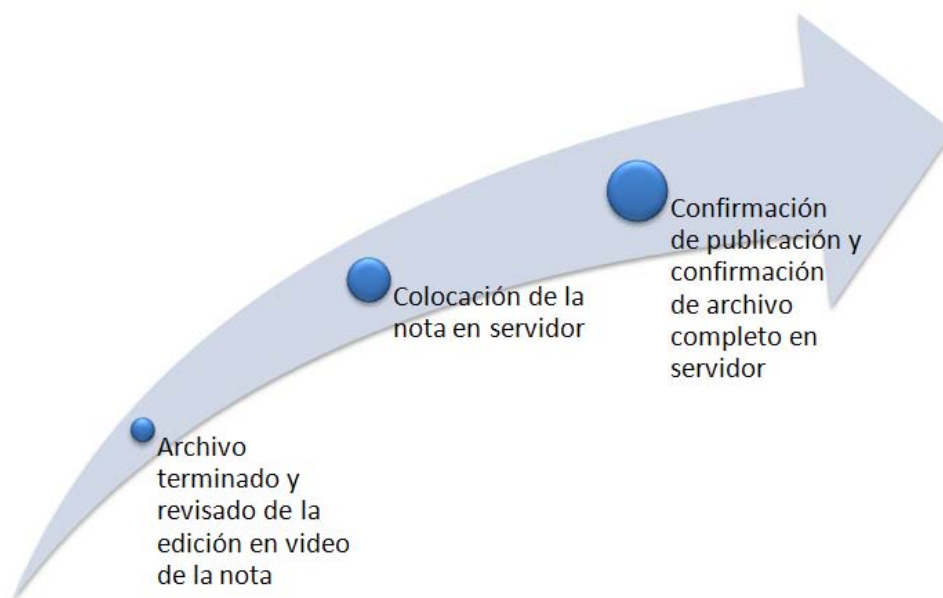 Archivo
terminado y
revisado de la
edición en video
de la nota
Colocación de la
nota en servidor
Confirmación
de publicación y
confirmación
de archivo
completo en
servidor